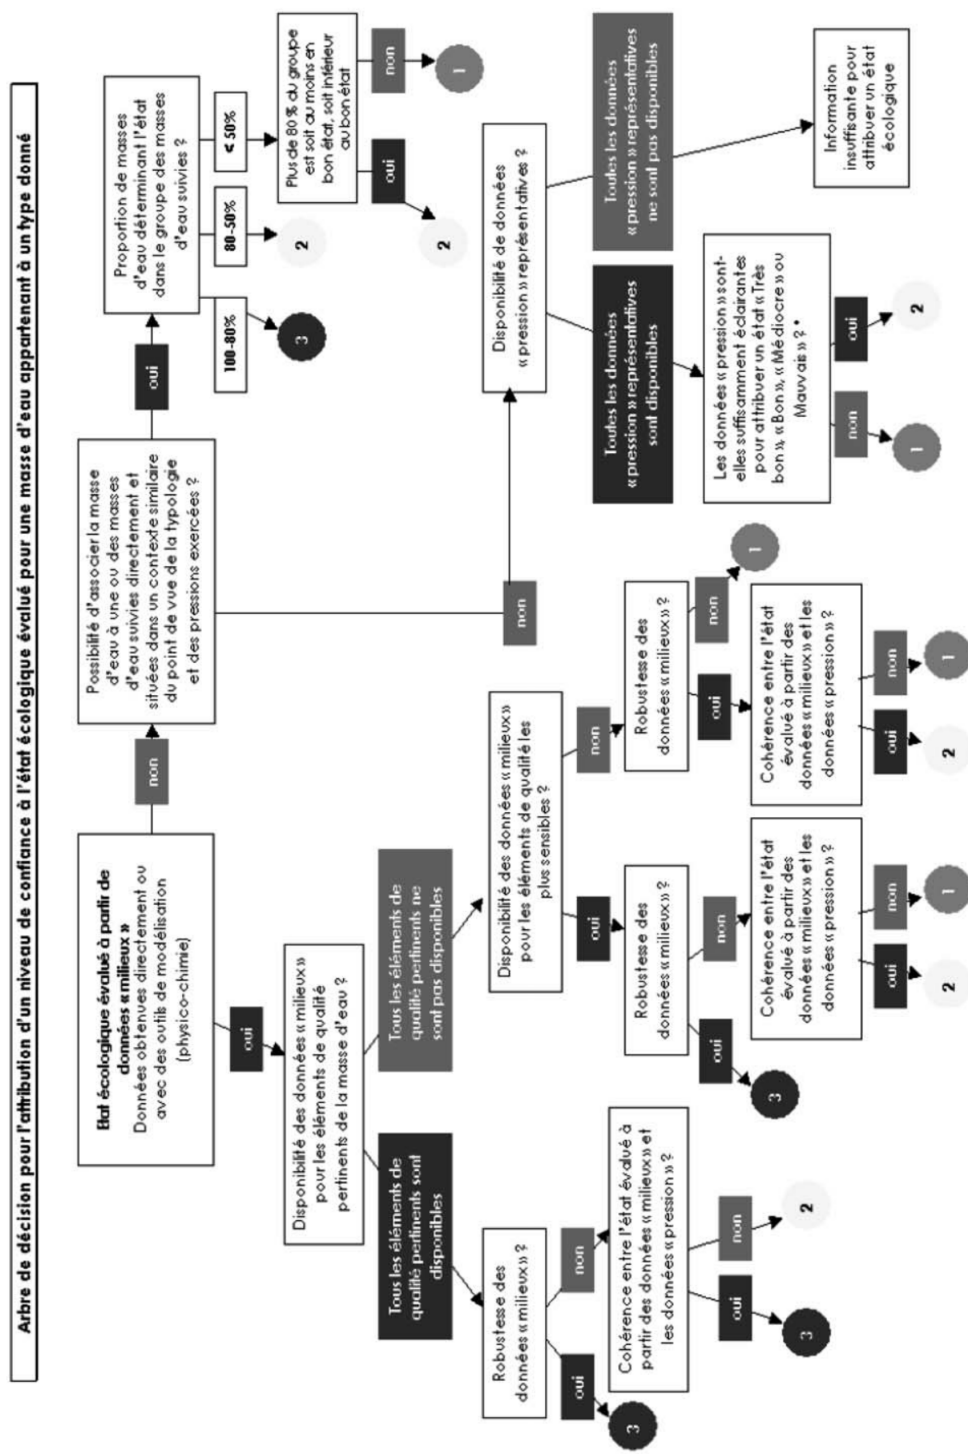 Arbre de décision pour l'attribution d'un niveau de confiance à l'état écologique évalué pour une masse d'eau appartenant à un type donné
Etat écologique évalué à partir de
données «milieux»
Données obtenues directement ou
avec des outils de modélisation
(physico-chimie)
non
oui
Possibilité d'associer la masse
d'eau à une ou des masses
d'eau suivies directement et
situées dans un contexte similaire
du point de vue de la typologie
et des pressions exercées ?
oui
non
Proportion de masses
d'eau déterminant l'état
dans le groupe des masses
d'eau suivies ?
100-80%
80-50%
< 50%
3
2
Plus de 80 % du groupe
est soit au moins en
bon état, soit inférieur
au bon état
oui
non
2
1
Disponibilité des données « milieux »
pour les éléments de qualité
pertinents de la masse d'eau ?
Tous les éléments de
qualité pertinents sont
disponibles
Tous les éléments de
qualité pertinents ne
sont pas disponibles
Robustesse des
données « milieux» ?
oui
non
3
Cohérence entre l'état évalué à
partir des données «milieux» et
les données « pression» ?
oui
non
3
2
Disponibilité des données « milieux»
pour les éléments de qualité les
plus sensibles ?
oui
non
Robustesse des
données «milieux» ?
oui
non
3
Cohérence entre l'état
évalué à partir des
données «milieux» et les
données «pression» ?
oui
non
2
1
Robustesse des
données «milieux» ?
oui
non
1
Cohérence entre l'état
évalué à partir des
données «milieux» et les
données «pression» ?
oui
non
2
1
Disponibilité de données
« pression» représentatives ?
Toutes les données
« pression » représentatives
sont disponibles
Toutes les données
« pression » représentatives
ne sont pas disponibles
Les données «pression» sont-
elles suffisamment éclairantes
pour attribuer un état «Très
bon», «Bon», «Médiocre» ou
Mauvais» ? *
non
oui
1
2
Information
insuffisante pour
attribuer un état
écologique